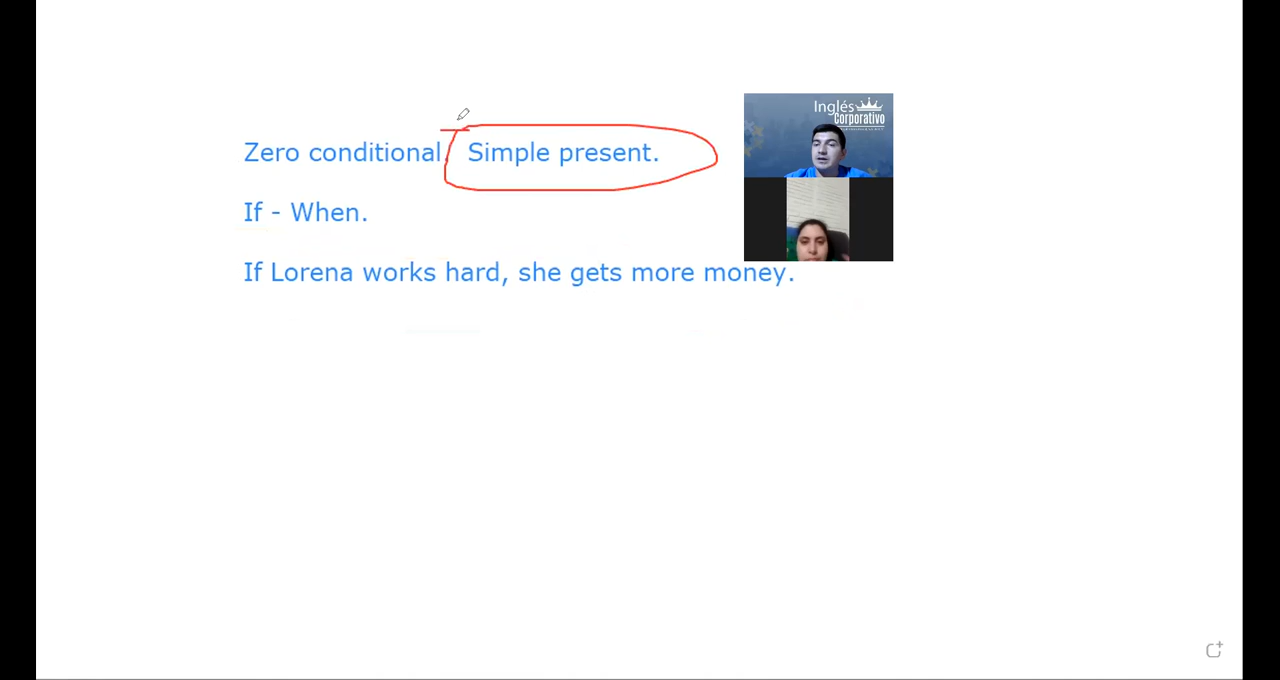 Zero conditional. Simple present.
If - When.
If Lorena works hard, she gets more money.
Inglés
Corporativo